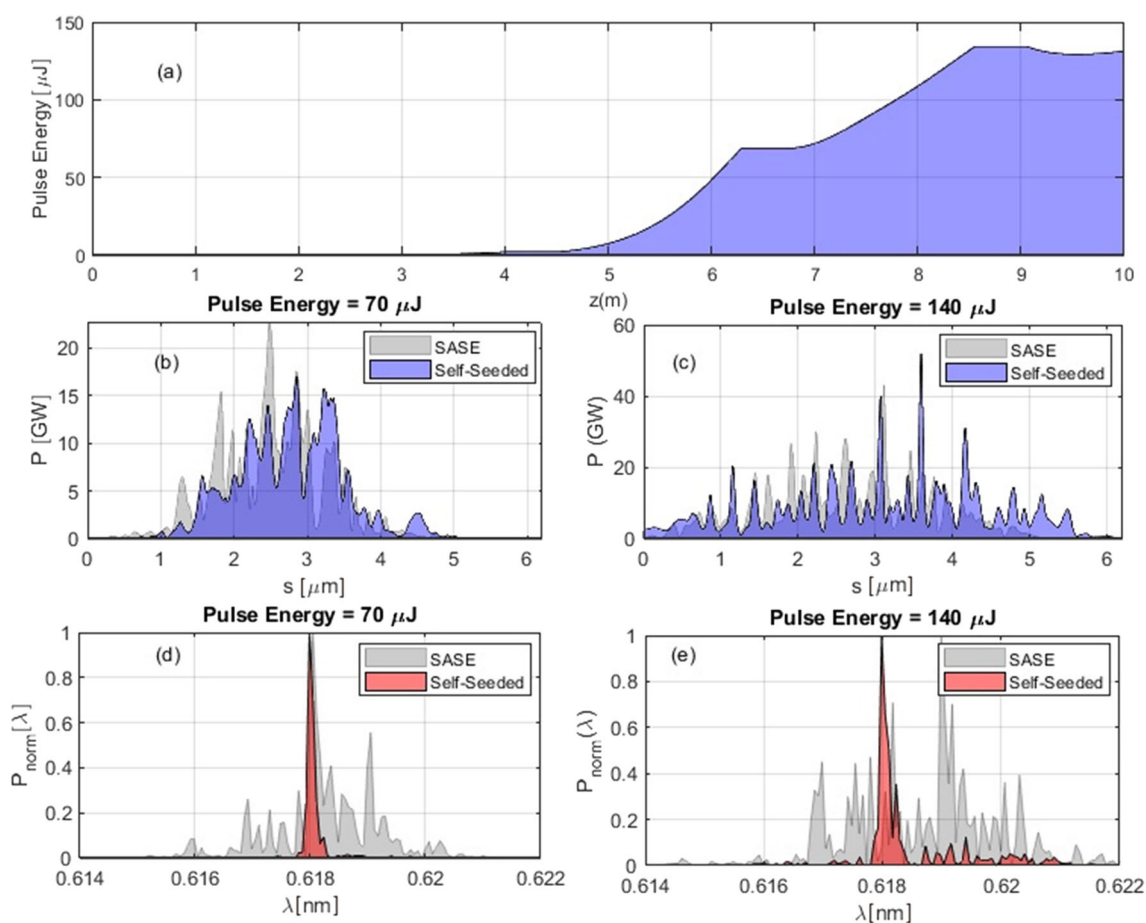 150
100
50
0
Pulse Energy [μJ]
(a)
0 1 2 3 4 5 6 7 8 9 10
z(m)
Pulse Energy = 70 μJ
20
15
10
5
0
P [GW]
(b)
SASE
Self-Seeded
0 1 2 3 4 5 6
s [μm]
Pulse Energy = 140 μJ
60
40
20
0
P (GW)
(c)
SASE
Self-Seeded
0 1 2 3 4 5 6
s [μm]
Pulse Energy = 70 μJ
1
0.8
0.6
0.4
0.2
0
Pnorm[λ]
(d)
SASE
Self-Seeded
0.614 0.616 0.618 0.62 0.622
λ[nm]
Pulse Energy = 140 μJ
1
0.8
0.6
0.4
0.2
0
Pnorm(λ)
(e)
SASE
Self-Seeded
0.614 0.616 0.618 0.62 0.622
λ[nm]